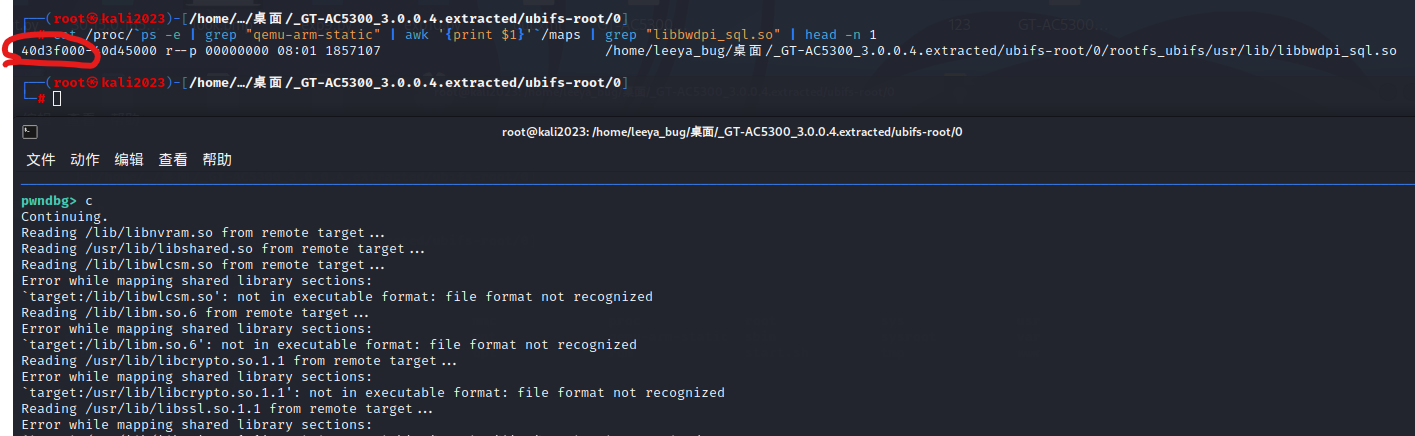 ┌──(root㉿kali2023)-[/home/…/桌面/_GT-AC5300_3.0.0.4.extracted/ubifs-root/0]
└─# cat /proc/`ps -e | grep "qemu-arm-static" | awk '{print $1}'`/maps | grep "libbwdpi_sql.so" | head -n 1
40d3f000-40d45000 r--p 00000000 08:01 1857107 /home/leeya_bug/桌面/_GT-AC5300_3.0.0.4.extracted/ubifs-root/0/rootfs_ubifs/usr/lib/libbwdpi_sql.so
┌──(root㉿kali2023)-[/home/…/桌面/_GT-AC5300_3.0.0.4.extracted/ubifs-root/0]
└─#
root@kali2023: /home/leeya_bug/桌面/_GT-AC5300_3.0.0.4.extracted/ubifs-root/0
文件 动作 编辑 查看 帮助
pwndbg> c
Continuing.
Reading /lib/libnvram.so from remote target...
Reading /usr/lib/libshared.so from remote target...
Reading /lib/libwlcsm.so from remote target...
Error while mapping shared library sections:
`target:/lib/libwlcsm.so': not in executable format: file format not recognized
Reading /lib/libm.so.6 from remote target...
Error while mapping shared library sections:
`target:/lib/libm.so.6': not in executable format: file format not recognized
Reading /usr/lib/libcrypto.so.1.1 from remote target...
Error while mapping shared library sections:
`target:/usr/lib/libcrypto.so.1.1': not in executable format: file format not recognized
Reading /usr/lib/libssl.so.1.1 from remote target...
Error while mapping shared library sections: